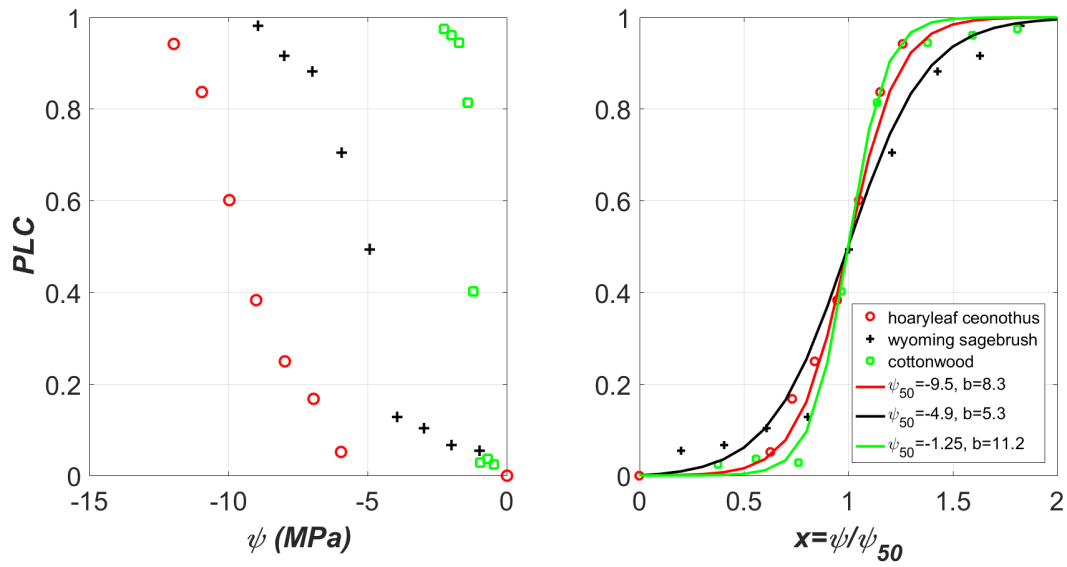 1
0.8
0.6
0.4
0.2
0
-15
-10
-5
0
PLC
ψ (MPa)
1
0.8
0.6
0.4
0.2
0
0
0.5
1
1.5
2
x=ψ/ψ50
hoaryleaf ceonothus
wyoming sagebrush
cottonwood
ψ50=-9.5, b=8.3
ψ50=-4.9, b=5.3
ψ50=-1.25, b=11.2